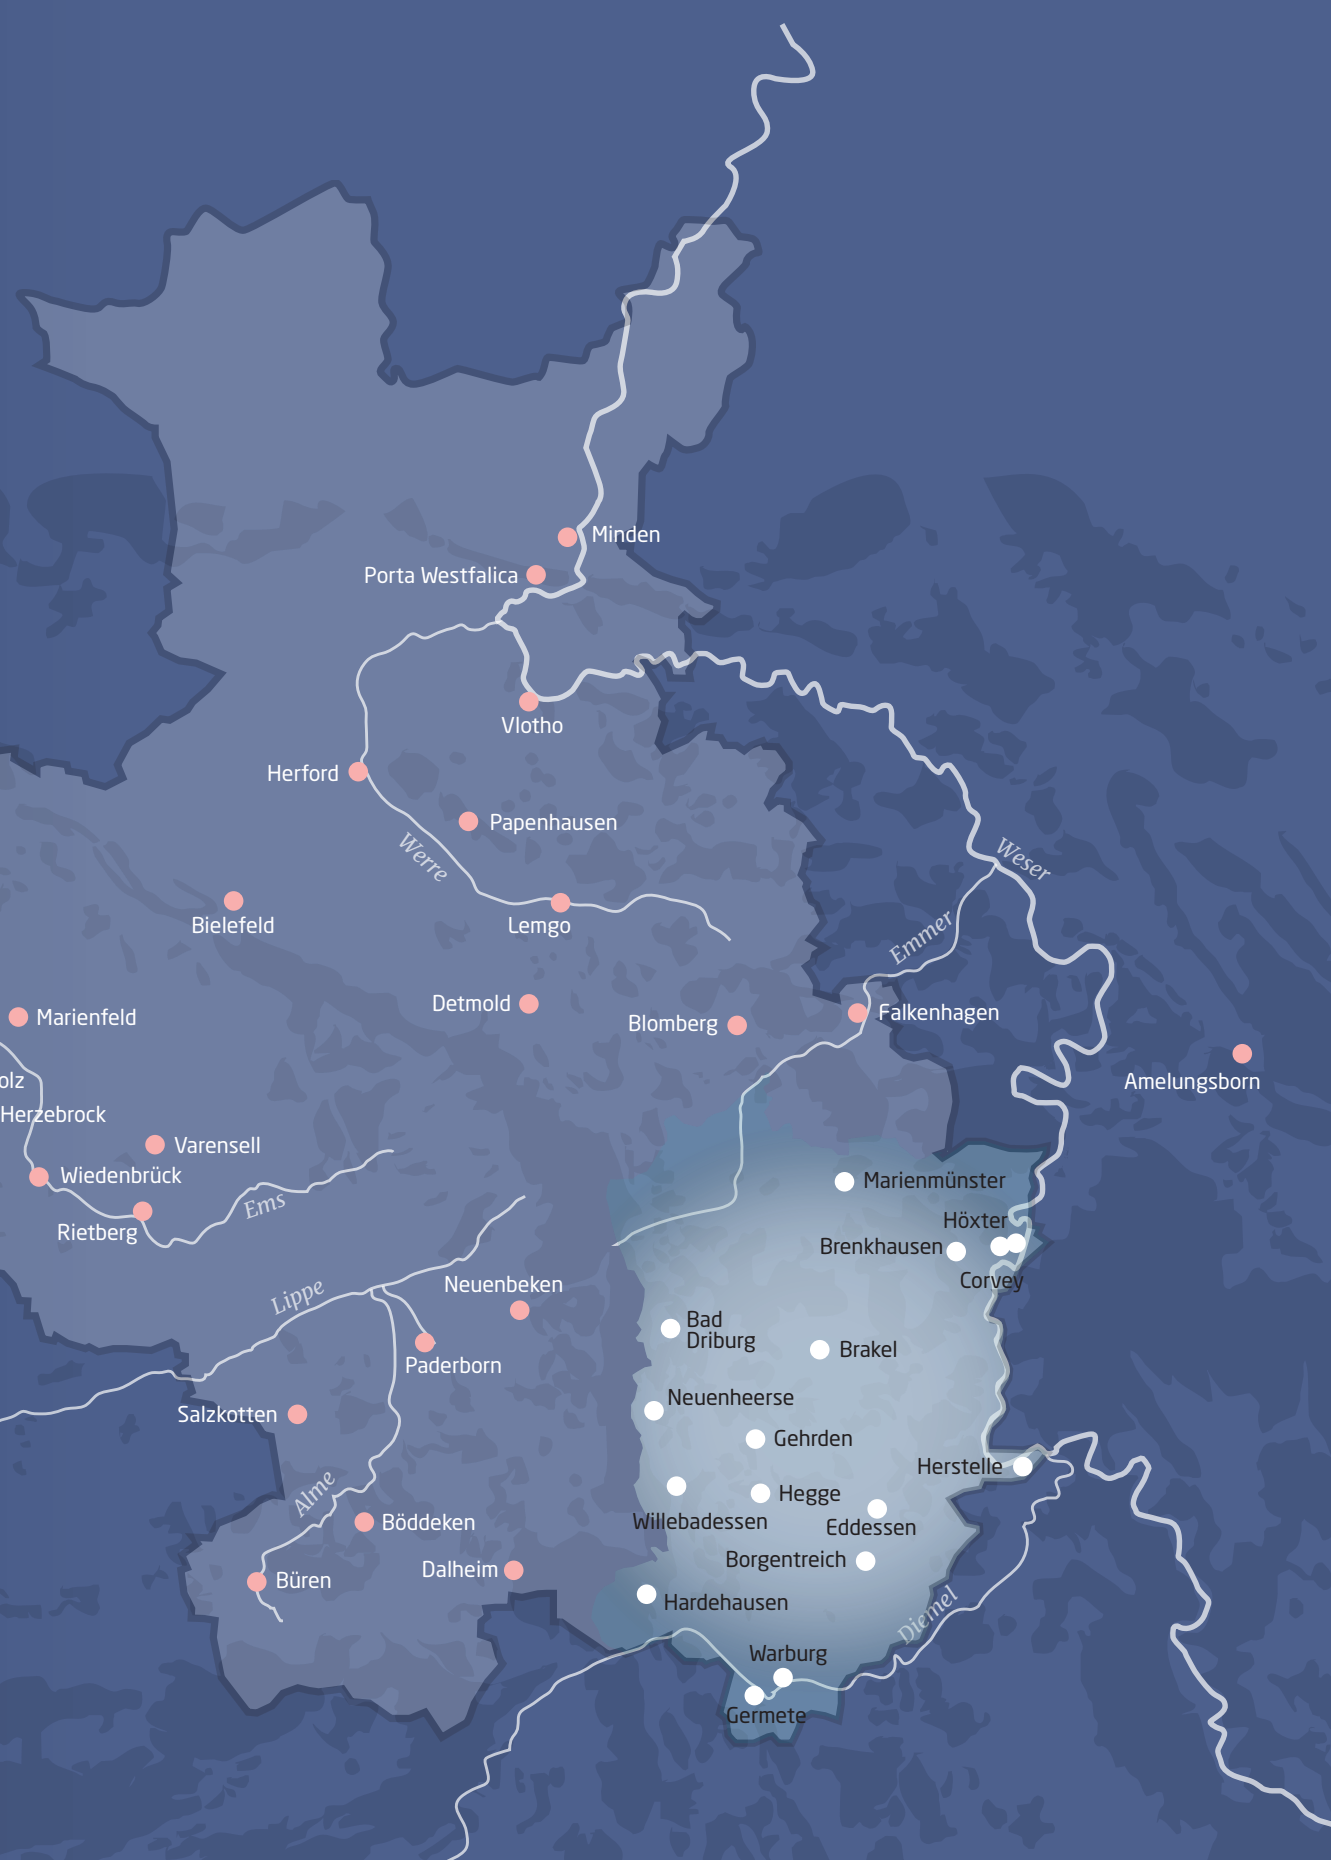 Minden
Porta Westfalica
Vlotho
Herford
Papenhausen
Werre
Weser
Bielefeld
Lemgo
Emmer
Detmold
Marienfeld
Blomberg
Falkenhagen
Amelungsborn
olz
Herzebrock
Varensell
Wiedenbrück
Marienmünster
Ems
Rietberg
Höxter
Brenkhausen
Corvey
Lippe
Neuenbeken
Bad
Driburg
Brakel
Paderborn
Neuenheerse
Salzkotten
Gehrden
Herstelle
Alme
Hegge
Willebadessen
Eddessen
Böddeken
Borgentreich
Dalheim
Büren
Hardehausen
Diemel
Warburg
Germete